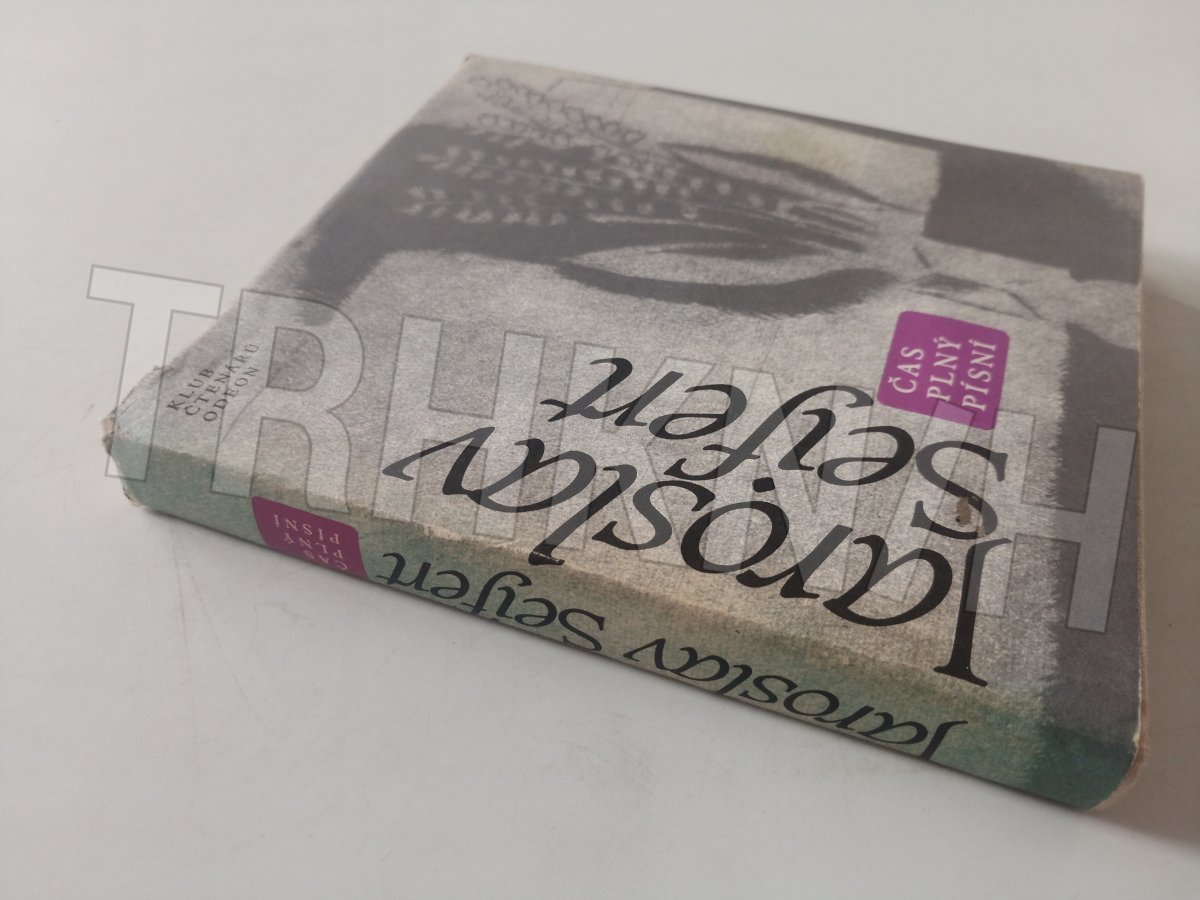 Jaroslav
Seifert
ČAS
PLNÝ
PÍSNÍ
KLUB
ČTENÁŘŮ
ODEON
Jaroslav Seifert
ČAS
PLNÝ
PÍSNÍ
TRHKNIH